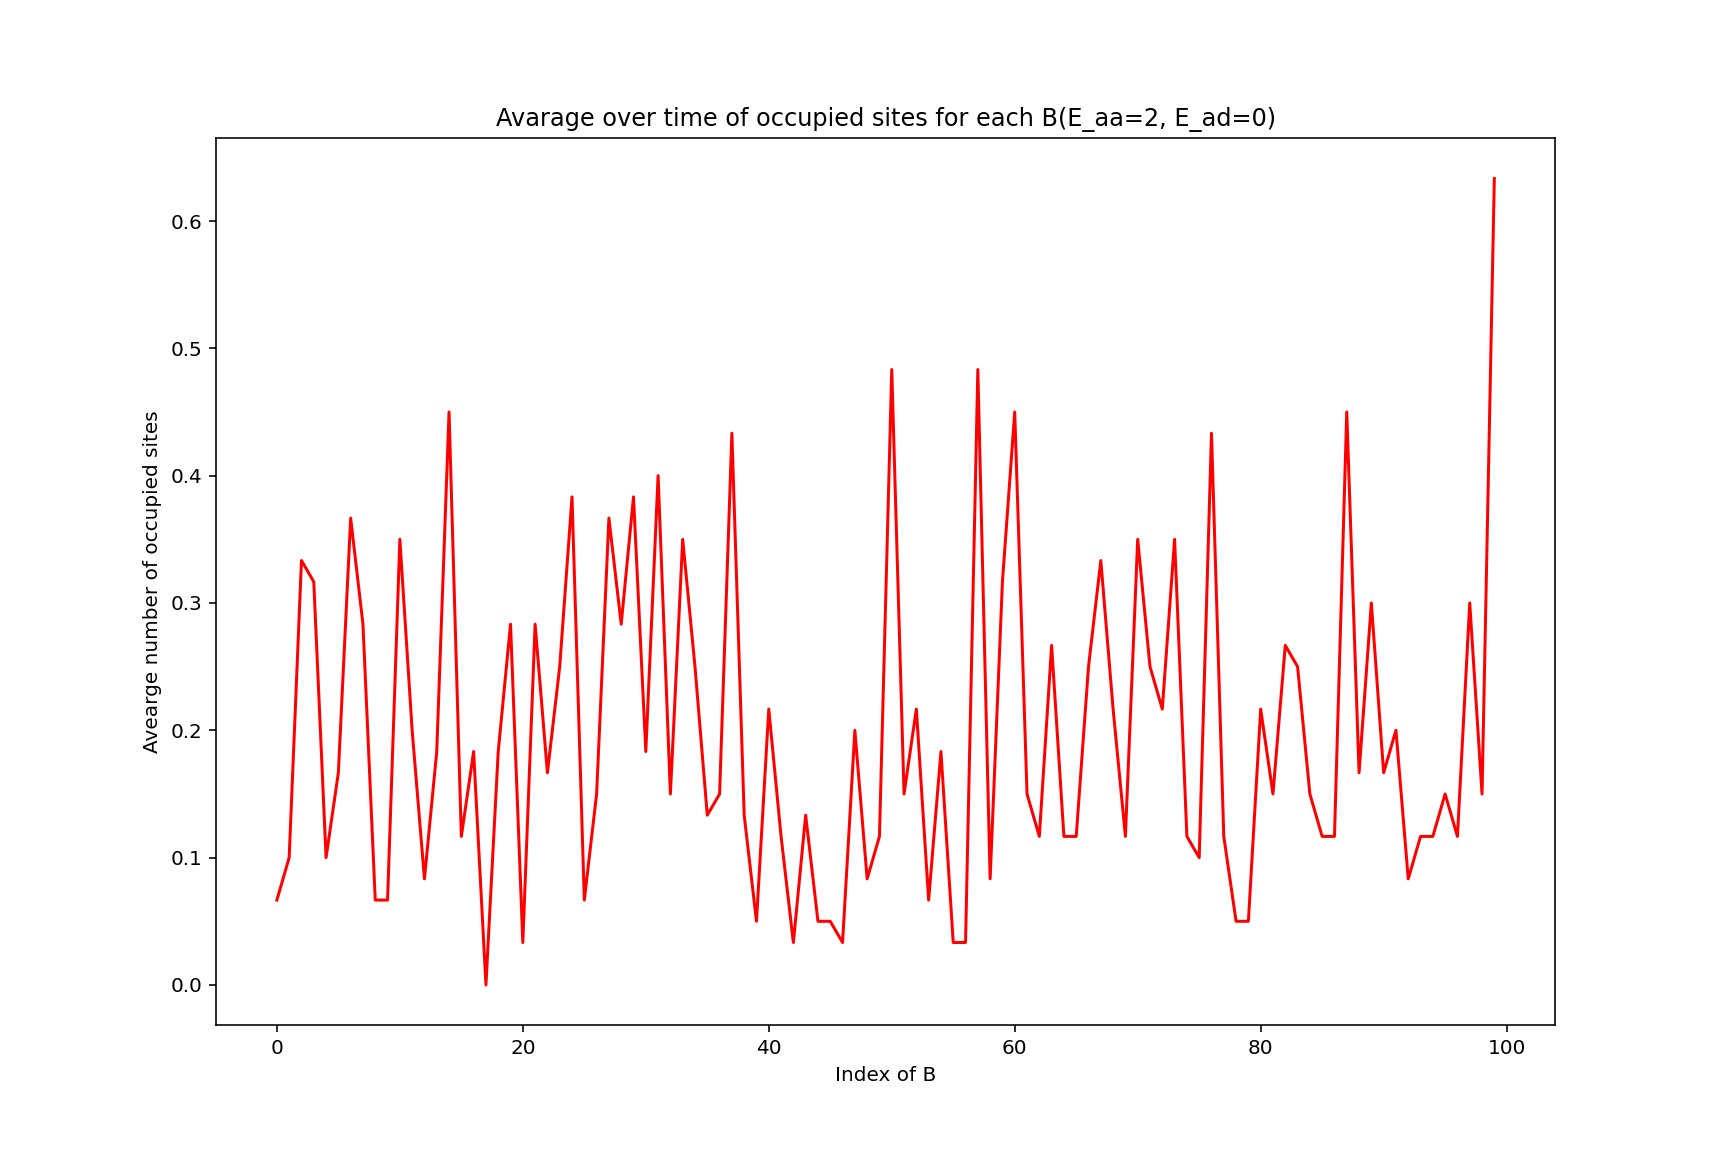 Avarage over time of occupied sites for each B(E_aa=2, E_ad=0)
Avearge number of occupied sites
0.6
0.5
0.4
0.3
0.2
0.1
0.0
0 20 40 60 80 100
Index of B